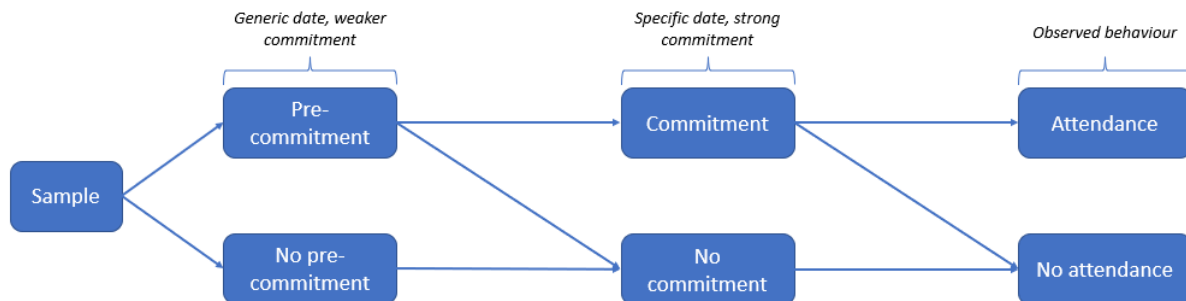 Generic date, weaker
commitment
Specific date, strong
commitment
Observed behaviour
Pre-
commitment
Commitment
Attendance
Sample
No pre-
commitment
No
commitment
No attendance